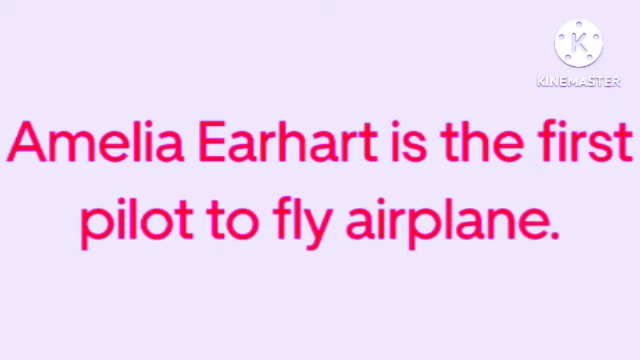 KINEMASTER
Amelia Earhart is the first
pilot to fly airplane.